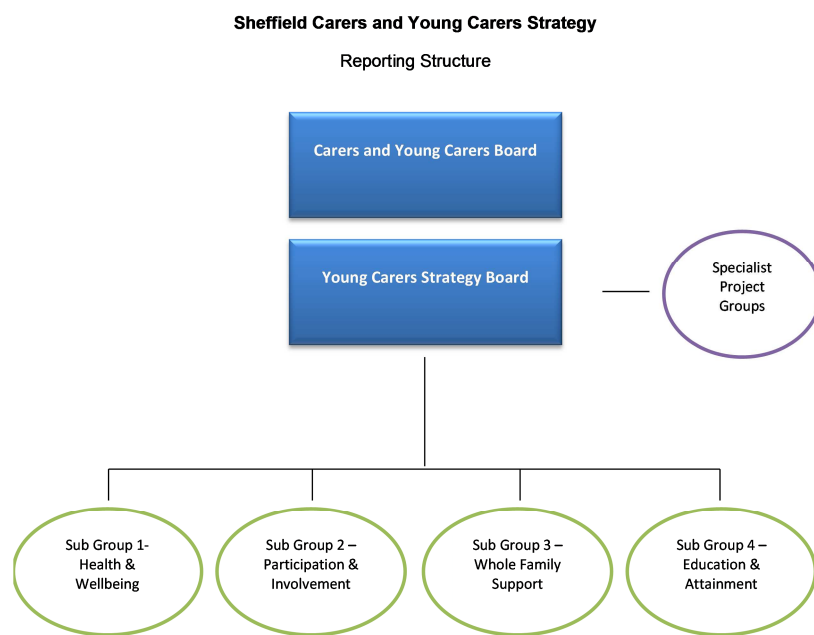 Sheffield Carers and Young Carers Strategy
Reporting Structure
Carers and Young Carers Board
Young Carers Strategy Board
Specialist
Project
Groups
Sub Group 1-
Health &
Wellbeing
Sub Group 2 –
Participation &
Involvement
Sub Group 3 –
Whole Family
Support
Sub Group 4 –
Education &
Attainment